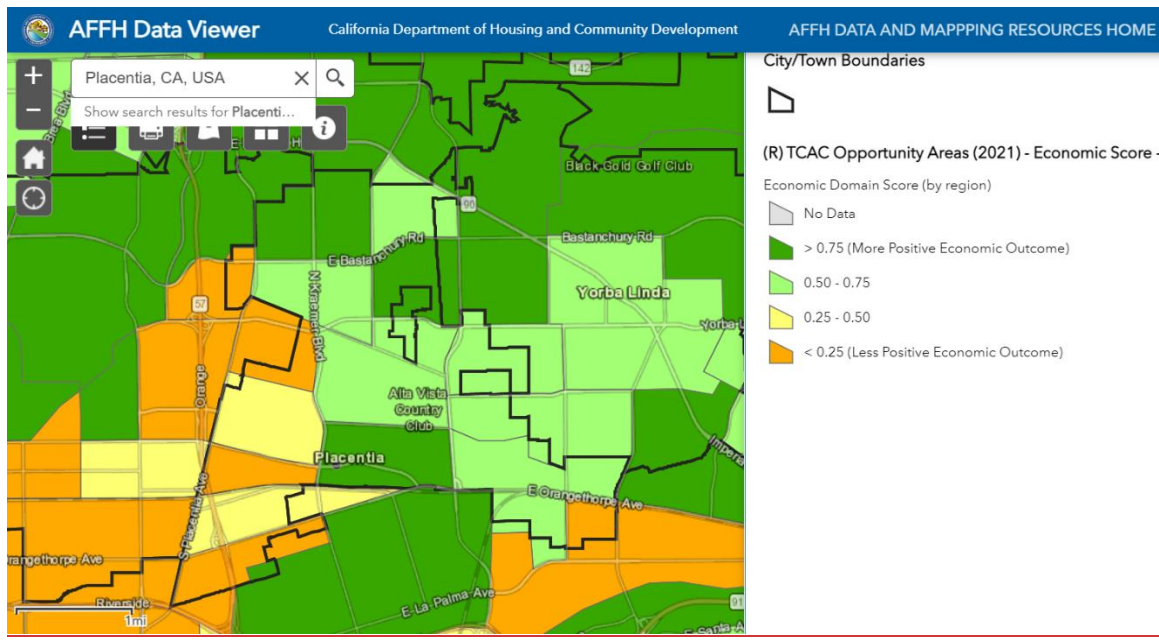 AFFH Data Viewer
California Department of Housing and Community Development
AFFH DATA AND MAPPPING RESOURCES HOME
Placentia, CA, USA
Show search results for Placenti...
142
Black Gold Golf Club
90
E Bastanchury Rd
Bastanchury Rd
Yorba Linda
57
N Kraemer Blvd
Orange
Alta Vista
Country
Club
Placentia
S Placentia Ave
E Orangethorpe Ave
rangethorpe Ave
Riverside
E La Palma Ave
91
1mi
City/Town Boundaries
(R) TCAC Opportunity Areas (2021) - Economic Score -
Economic Domain Score (by region)
No Data
> 0.75 (More Positive Economic Outcome)
0.50 - 0.75
0.25 - 0.50
< 0.25 (Less Positive Economic Outcome)